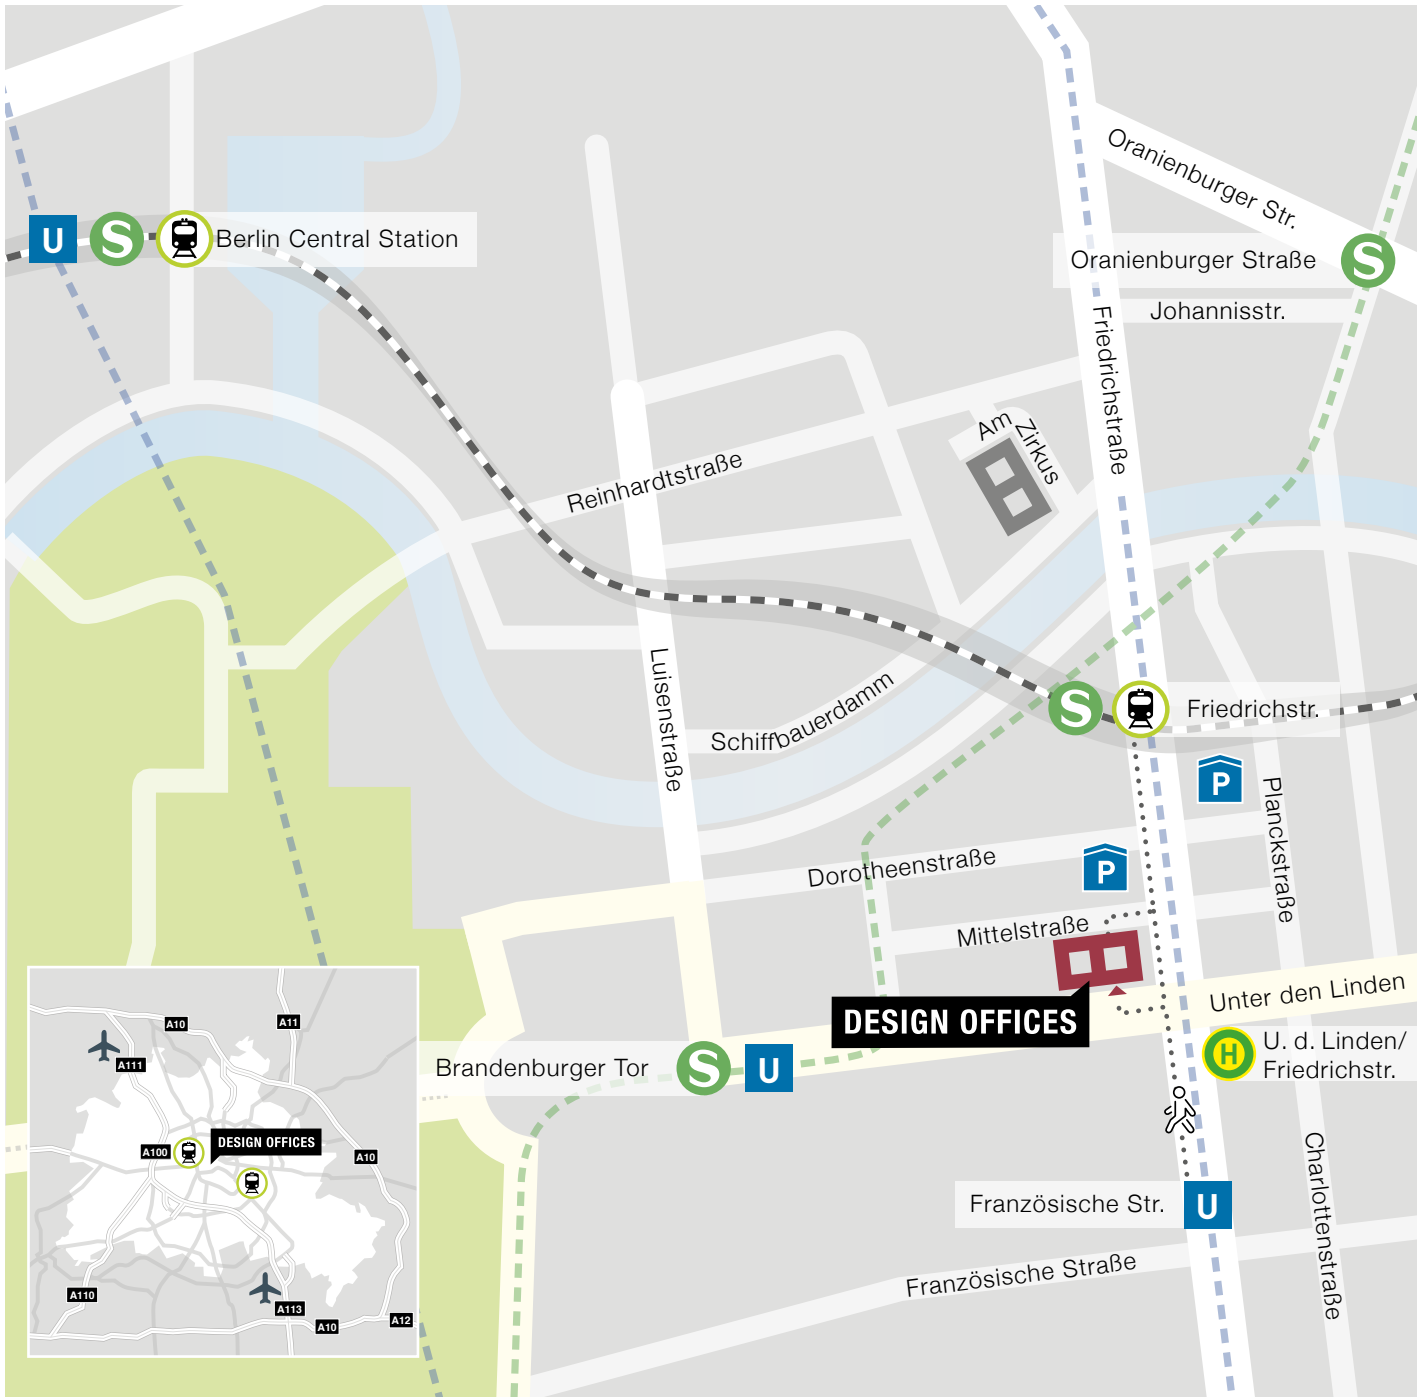 Oranienburger Str.
U
S
Berlin Central Station
Oranienburger Straße
S
Johannisstr.
Friedrichstraße
Am
Zirkus
Reinhardtstraße
Luisenstraße
Schiffbauerdamm
S
Friedrichstr.
P
Planckstraße
P
Dorotheenstraße
Mittelstraße
Unter den Linden
DESIGN OFFICES
H
U. d. Linden/
Friedrichstr.
Brandenburger Tor
S
U
Französische Str.
U
Charlottenstraße
Französische Straße
A10
A11
A111
A100
DESIGN OFFICES
A10
A110
A113
A10
A12